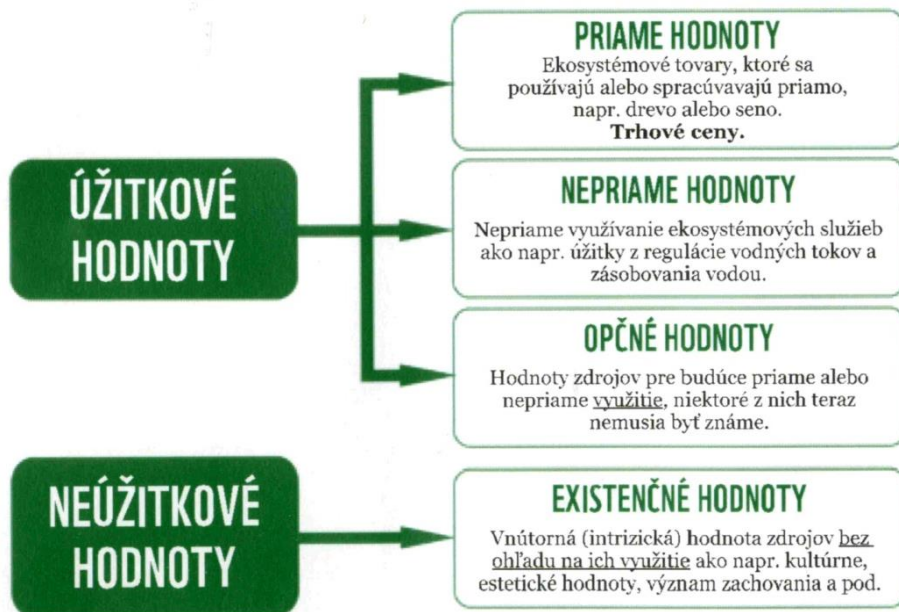 ÚŽITKOVÉ
HODNOTY
PRIAME HODNOTY
Ekosystémové tovary, ktoré sa
používajú alebo spracúvavajú priamo,
napr. drevo alebo seno.
Trhové ceny.
NEPRIAME HODNOTY
Nepriame využívanie ekosystémových služieb
ako napr. úžitky z regulácie vodných tokov a
zásobovania vodou.
OPČNÉ HODNOTY
Hodnoty zdrojov pre budúce priame alebo
nepriame využitie, niektoré z nich teraz
nemusia byť známe.
NEÚŽITKOVÉ
HODNOTY
EXISTENČNÉ HODNOTY
Vnútorná (intrizická) hodnota zdrojov bez
ohľadu na ich využitie ako napr. kultúrne,
estetické hodnoty, význam zachovania a pod.